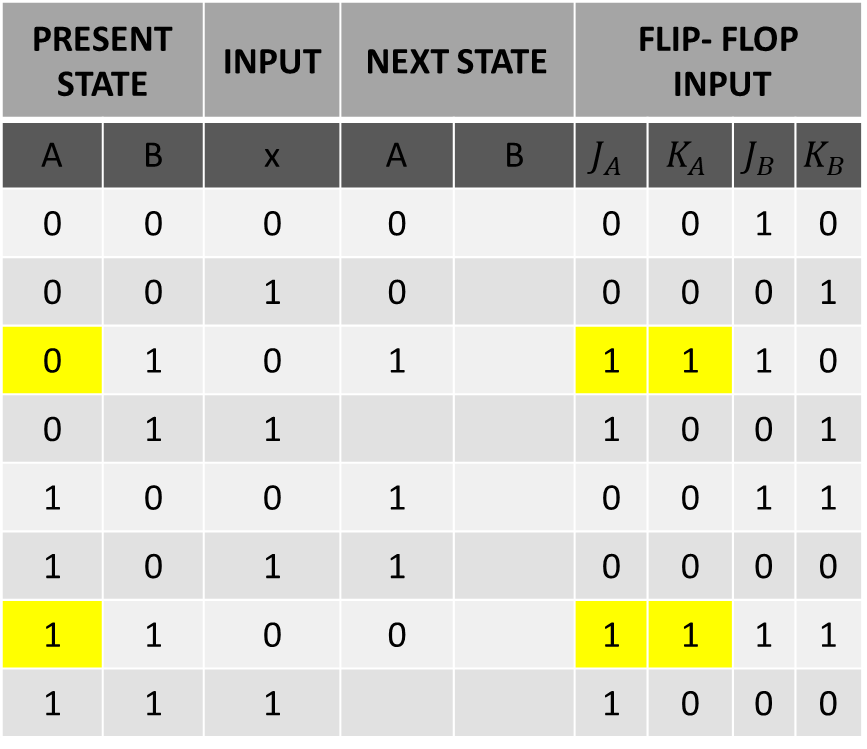 PRESENT STATE INPUT NEXT STATE FLIP- FLOP INPUT
A B x A B J_A K_A J_B K_B
0 0 0 0 0 0 1 0
0 0 1 0 0 0 0 1
0 1 0 1 1 1 1 0
0 1 1 1 0 0 1
1 0 0 1 0 0 1 1
1 0 1 1 0 0 0 0
1 1 0 0 1 1 1 1
1 1 1 1 0 0 0